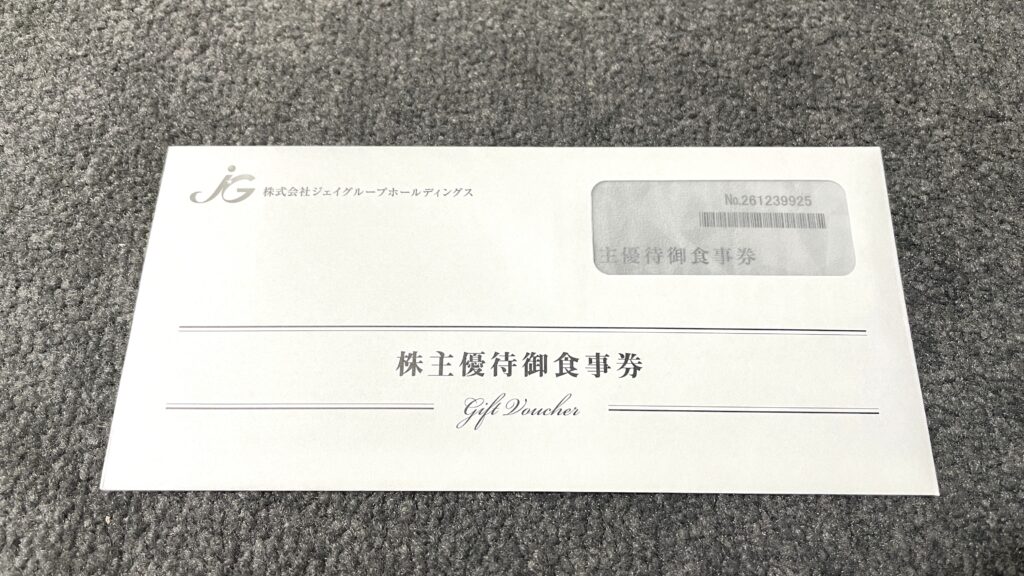 JG 株式会社ジェイグループホールディングス
No.261239925
主優待御食事券
株主優待御食事券
Gift Voucher